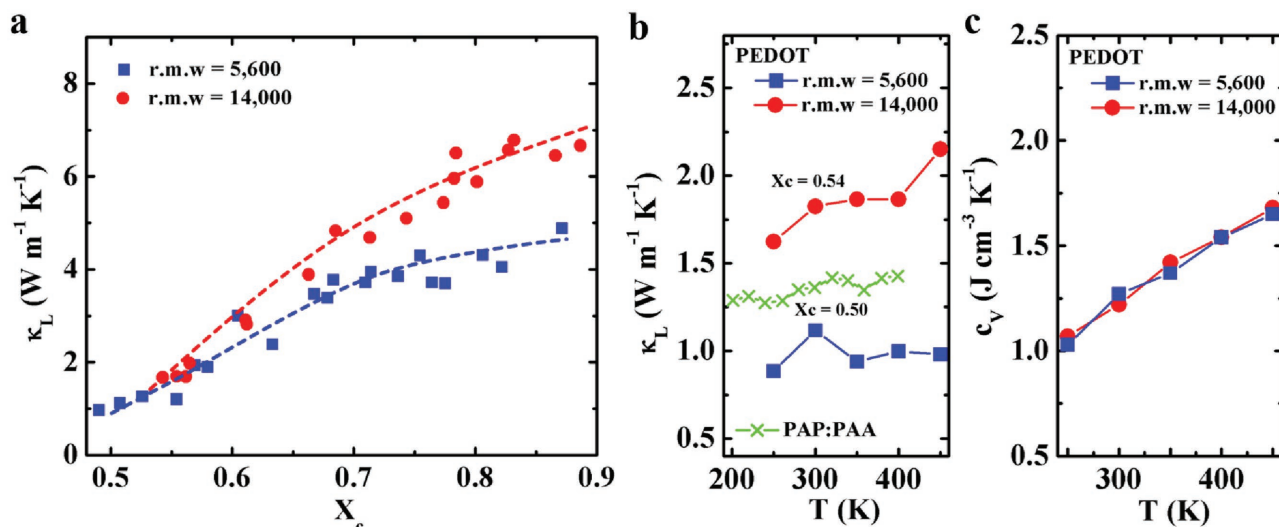 a
r.m.w = 5,600
r.m.w = 14,000
κL (W m⁻¹ K⁻¹)
8
6
4
2
0
0.5 0.6 0.7 0.8 0.9
Xc
b
PEDOT
r.m.w = 5,600
r.m.w = 14,000
Xc = 0.54
Xc = 0.50
PAP:PAA
κL (W m⁻¹ K⁻¹)
2.5
2.0
1.5
1.0
0.5
200 300 400
T (K)
c
PEDOT
r.m.w = 5,600
r.m.w = 14,000
cV (J cm⁻³ K⁻¹)
2.5
2.0
1.5
1.0
0.5
300 400
T (K)